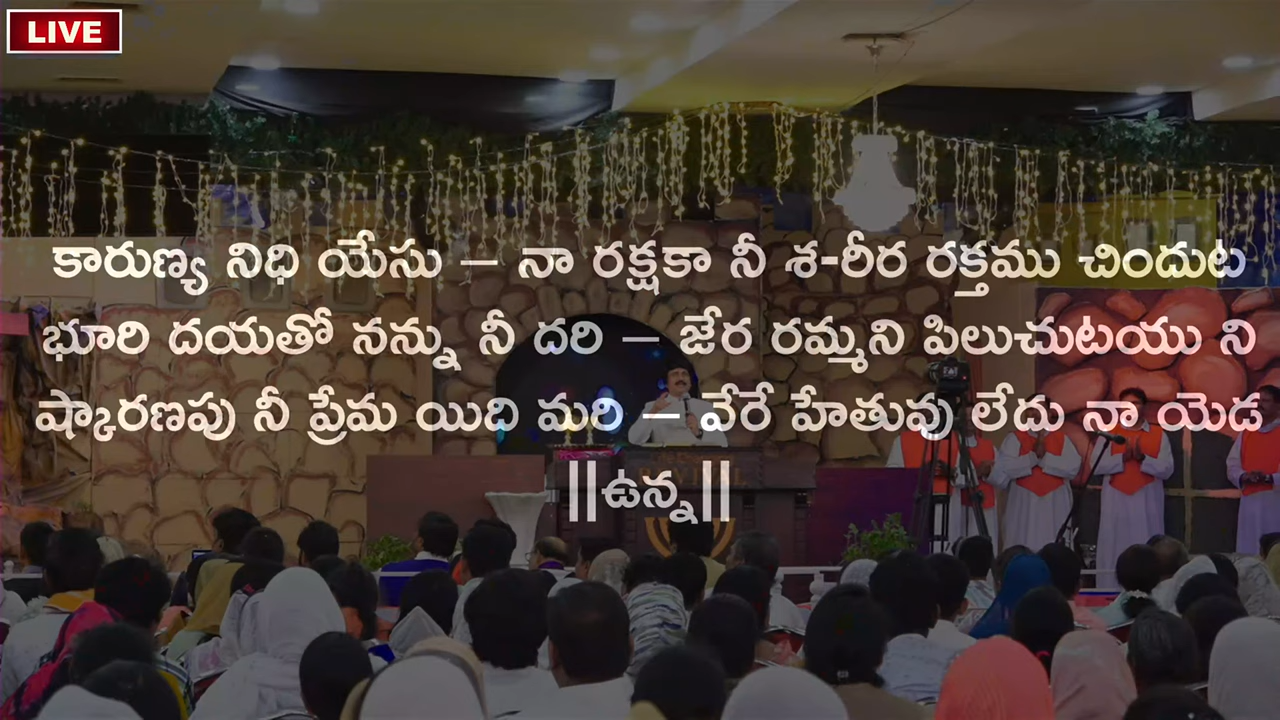 LIVE
కారుణ్య నిధి యేసు – నా రక్షకా నీ శ-రీర రక్తము చిందుట
భూరి దయతో నన్ను నీ దరి – జేర రమ్మని పిలుచుటయు ని
ష్కారణపు నీ ప్రేమ యిది మరి – వేరే హేతువు లేదు నా యెడ
||ఉన్న||